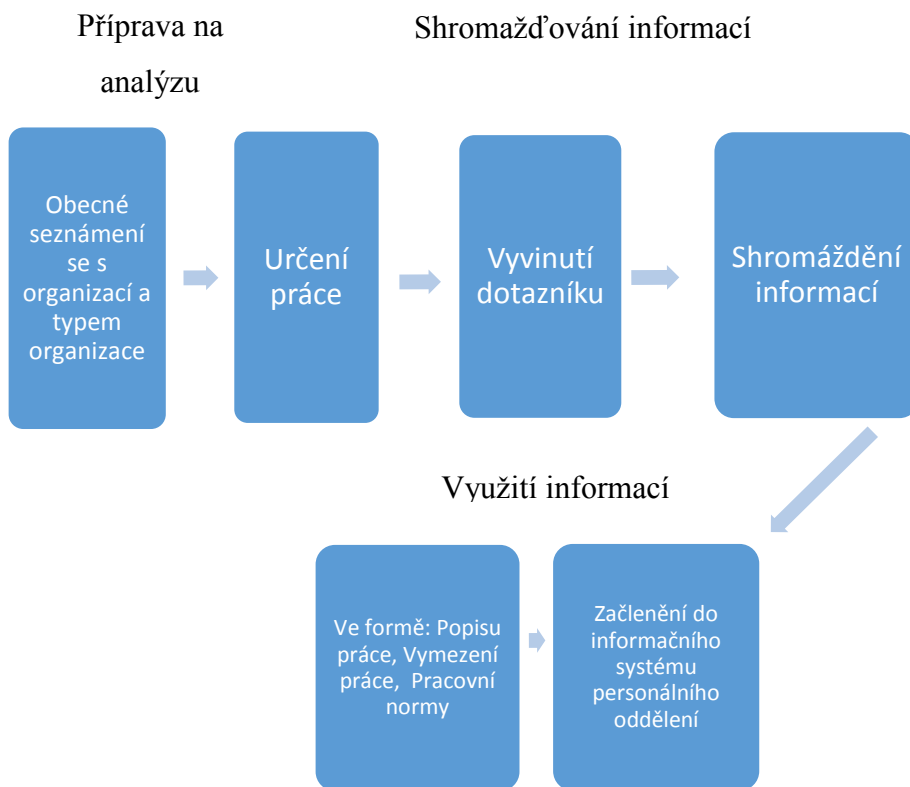 Příprava na
analýzu
Shromažďování informací
Obecné
seznámení
se s
organizací a
typem
organizace
Určení
práce
Vyvinutí
dotazníku
Shromáždění
informací
Využití informací
Ve formě: Popisu
práce, Vymezení
práce, Pracovní
normy
Začlenění do
informačního
systému
personálního
oddělení